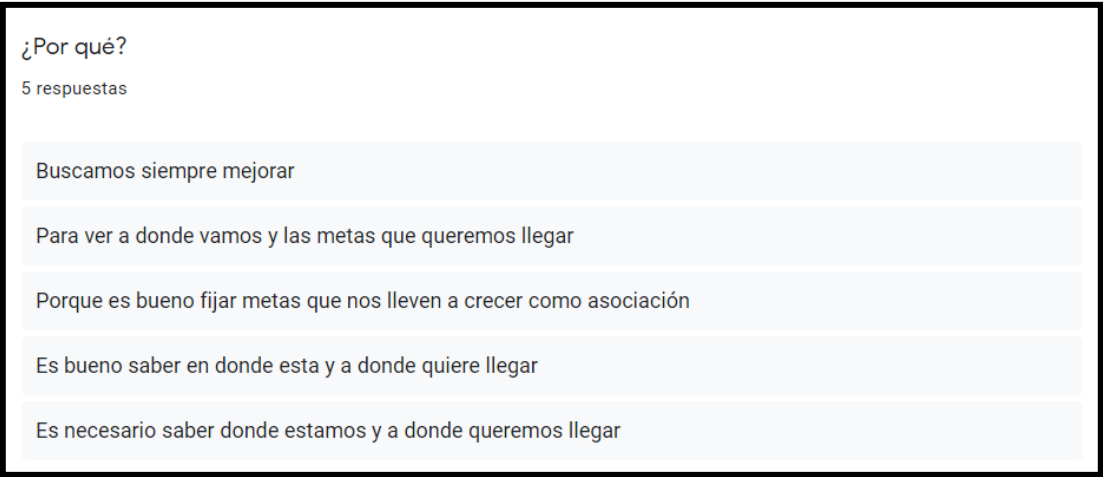 ¿Por qué?
5 respuestas
Buscamos siempre mejorar
Para ver a donde vamos y las metas que queremos llegar
Porque es bueno fijar metas que nos lleven a crecer como asociación
Es bueno saber en donde esta y a donde quiere llegar
Es necesario saber donde estamos y a donde queremos llegar